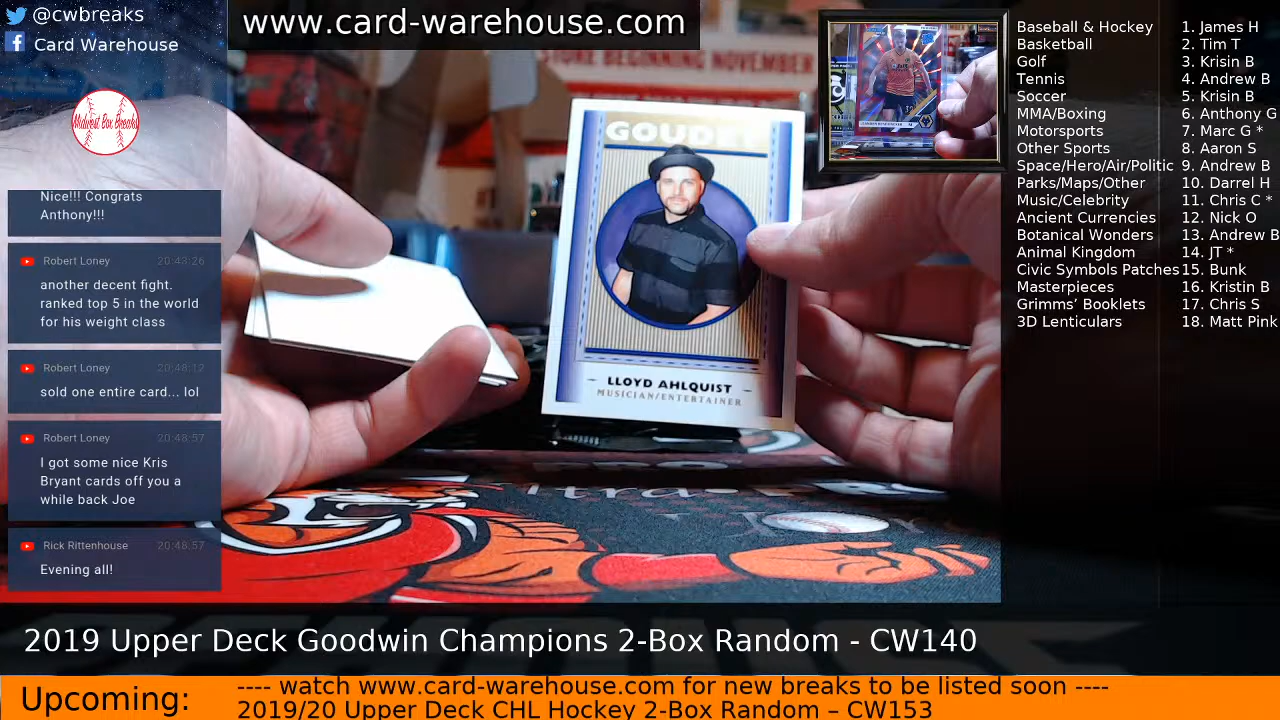 @cwbreaks
Card Warehouse
Midwest Box Breaks
www.card-warehouse.com
STORE BEGINNING NOVEMBER
Nice!!! Congrats
Anthony!!!
Robert Loney 20:43:26
another decent fight.
ranked top 5 in the world
for his weight class
Robert Loney 20:48:12
sold one entire card... lol
Robert Loney 20:48:57
I got some nice Kris
Bryant cards off you a
while back Joe
Rick Rittenhouse 20:48:57
Evening all!
GOUDEY
LLOYD AHLQUIST
MUSICIAN/ENTERTAINER
Baseball & Hockey 1. James H
Basketball 2. Tim T
Golf 3. Krisin B
Tennis 4. Andrew B
Soccer 5. Krisin B
MMA/Boxing 6. Anthony G
Motorsports 7. Marc G *
Other Sports 8. Aaron S
Space/Hero/Air/Politic 9. Andrew B
Parks/Maps/Other 10. Darrel H
Music/Celebrity 11. Chris C *
Ancient Currencies 12. Nick O
Botanical Wonders 13. Andrew B
Animal Kingdom 14. JT *
Civic Symbols Patches 15. Bunk
Masterpieces 16. Kristin B
Grimms’ Booklets 17. Chris S
3D Lenticulars 18. Matt Pink
2019 Upper Deck Goodwin Champions 2-Box Random - CW140
Upcoming:
---- watch www.card-warehouse.com for new breaks to be listed soon ----
2019/20 Upper Deck CHL Hockey 2-Box Random – CW153